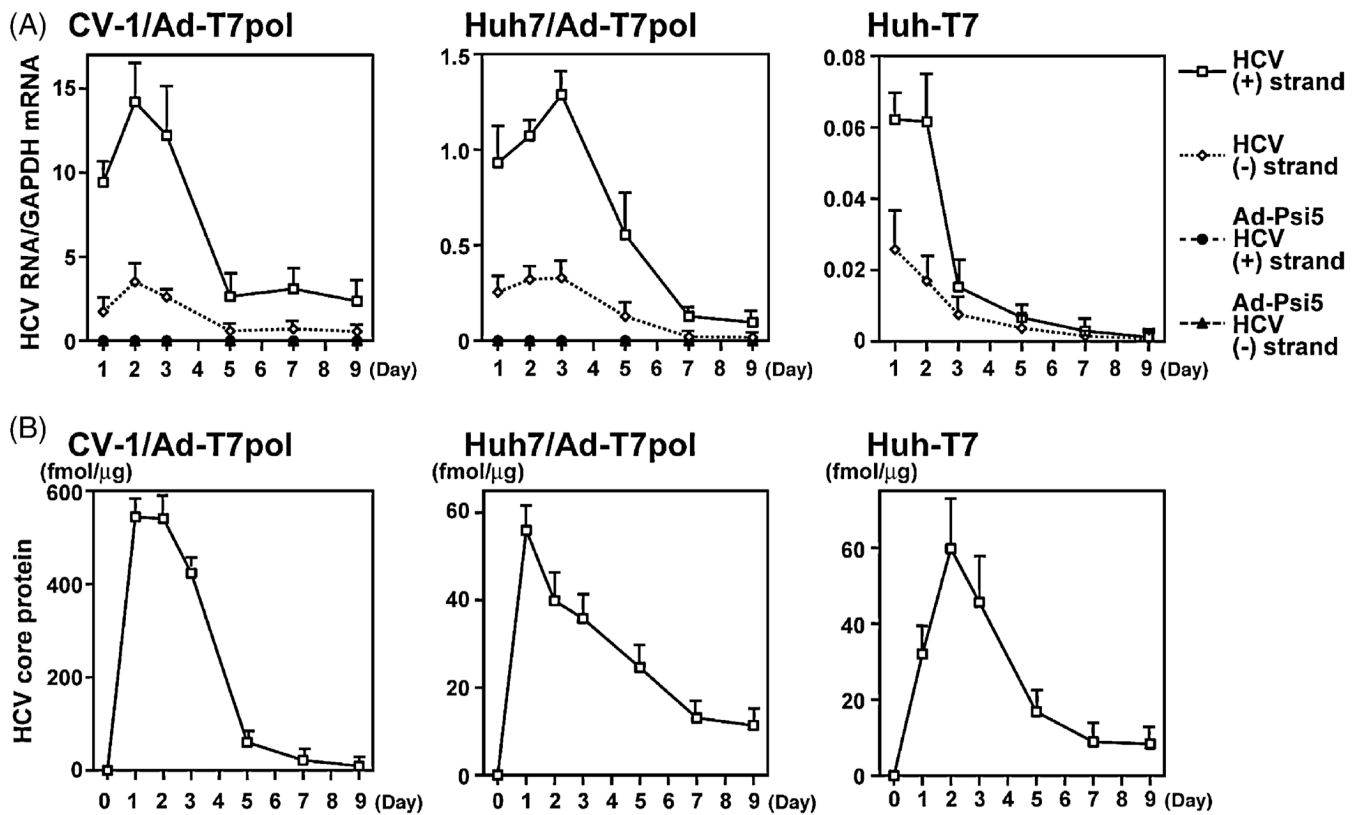 (A) CV-1/Ad-T7pol Huh7/Ad-T7pol Huh-T7
HCV RNA/GAPDH mRNA
15
10
5
0
1 2 3 4 5 6 7 8 9 (Day)
1.5
1.0
0.5
0
1 2 3 4 5 6 7 8 9 (Day)
0.08
0.06
0.04
0.02
0
1 2 3 4 5 6 7 8 9 (Day)
HCV
(+) strand
HCV
(-) strand
Ad-Psi5
HCV
(+) strand
Ad-Psi5
HCV
(-) strand
(B) CV-1/Ad-T7pol Huh7/Ad-T7pol Huh-T7
(fmol/μg) (fmol/μg) (fmol/μg)
HCV core protein
600
400
200
0
0 1 2 3 4 5 6 7 8 9 (Day)
60
40
20
0
0 1 2 3 4 5 6 7 8 9 (Day)
60
40
20
0
0 1 2 3 4 5 6 7 8 9 (Day)